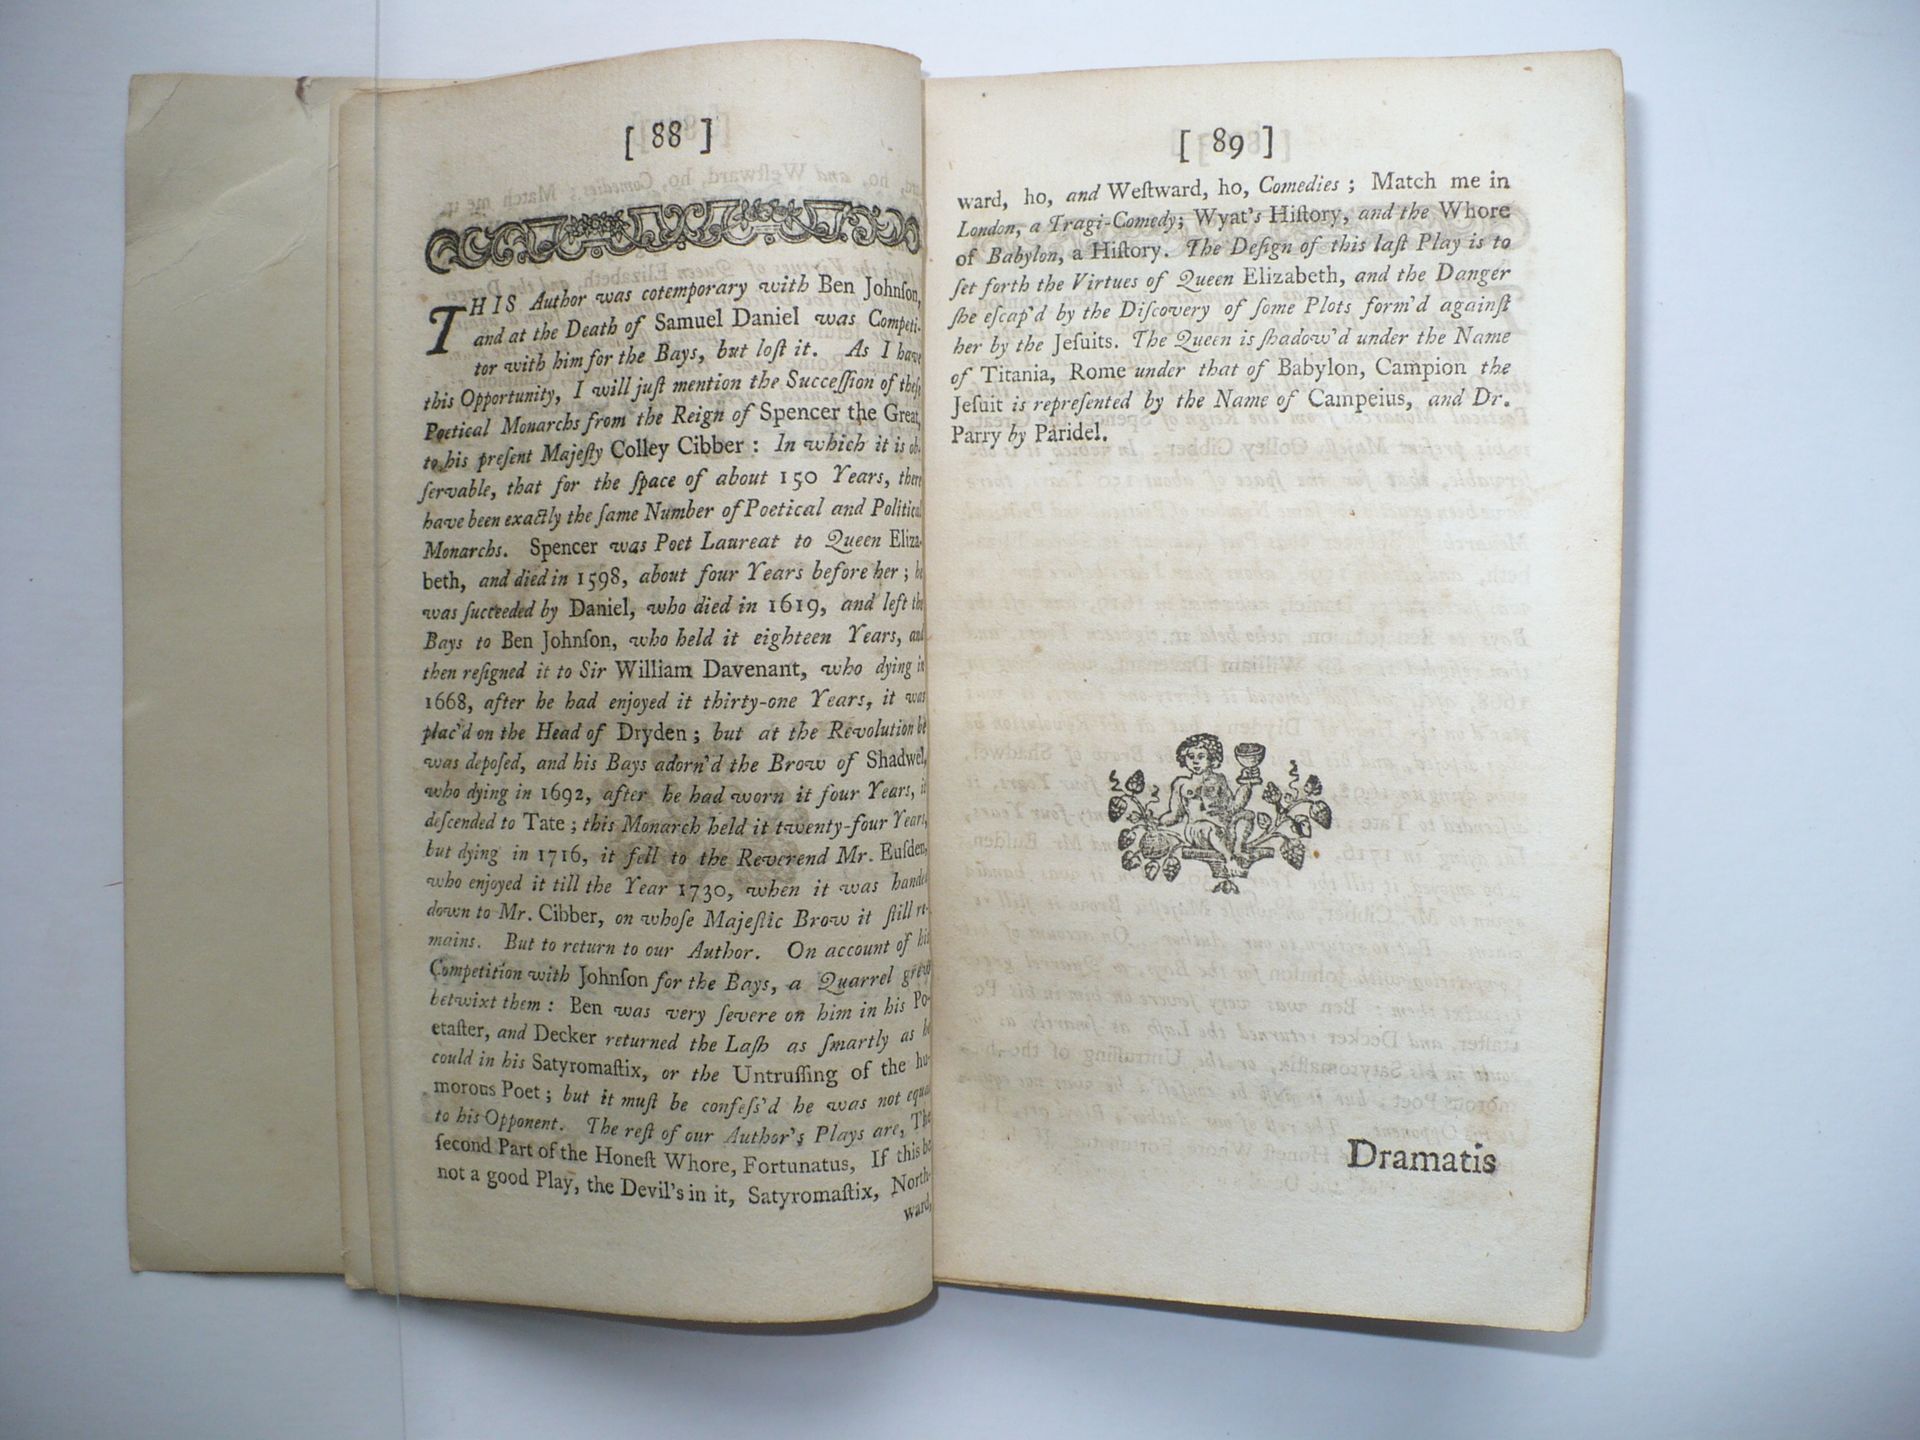 [ 88 ]
THIS Author was cotemporary with Ben Johnſon,
and at the Death of Samuel Daniel was Competi-
tor with him for the Bays, but loſt it. As I have
this Opportunity, I will juſt mention the Succeſſion of theſe
Poetical Monarchs from the Reign of Spencer the Great,
to his preſent Majeſty Colley Cibber : In which it is ob-
ſervable, that for the ſpace of about 150 Years, there
have been exactly the ſame Number of Poetical and Political
Monarchs. Spencer was Poet Laureat to Queen Eliza-
beth, and died in 1598, about four Years before her ; he
was ſucceeded by Daniel, who died in 1619, and left the
Bays to Ben Johnſon, who held it eighteen Years, and
then reſigned it to Sir William Davenant, who dying in
1668, after he had enjoyed it thirty-one Years, it was
plac'd on the Head of Dryden ; but at the Revolution he
was depoſed, and his Bays adorn'd the Brow of Shadwel,
who dying in 1692, after he had worn it four Years, it
deſcended to Tate ; this Monarch held it twenty-four Years,
but dying in 1716, it fell to the Reverend Mr. Euſden,
who enjoyed it till the Year 1730, when it was handed
down to Mr. Cibber, on whoſe Majeſtic Brow it ſtill re-
mains. But to return to our Author. On account of his
Competition with Johnſon for the Bays, a Quarrel grew
betwixt them : Ben was very ſevere on him in his Po-
etaſter, and Decker returned the Laſh as ſmartly as he
could in his Satyromaſtix, or the Untruſſing of the hu-
morous Poet ; but it muſt be confeſs'd he was not equal
to his Opponent. The reſt of our Author's Plays are, The
ſecond Part of the Honeſt Whore, Fortunatus, If this be
not a good Play, the Devil's in it, Satyromaſtix, North-
ward,
[ 89 ]
ward, ho, and Weſtward, ho, Comedies ; Match me in
London, a Tragi-Comedy; Wyat's Hiſtory, and the Whore
of Babylon, a Hiſtory. The Deſign of this laſt Play is to
ſet forth the Virtues of Queen Elizabeth, and the Danger
ſhe eſcap'd by the Diſcovery of ſome Plots form'd againſt
her by the Jeſuits. The Queen is ſhadow'd under the Name
of Titania, Rome under that of Babylon, Campion the
Jeſuit is repreſented by the Name of Campeius, and Dr.
Parry by Paridel.
Dramatis